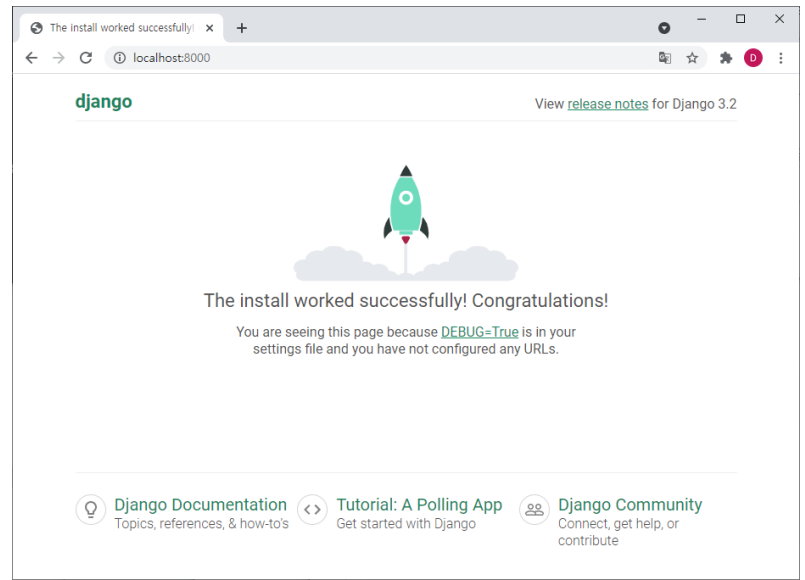 The install worked successfully!
localhost:8000
D
django
View release notes for Django 3.2
The install worked successfully! Congratulations!
You are seeing this page because DEBUG=True is in your
settings file and you have not configured any URLs.
Django Documentation
Topics, references, & how-to's
Tutorial: A Polling App
Get started with Django
Django Community
Connect, get help, or
contribute